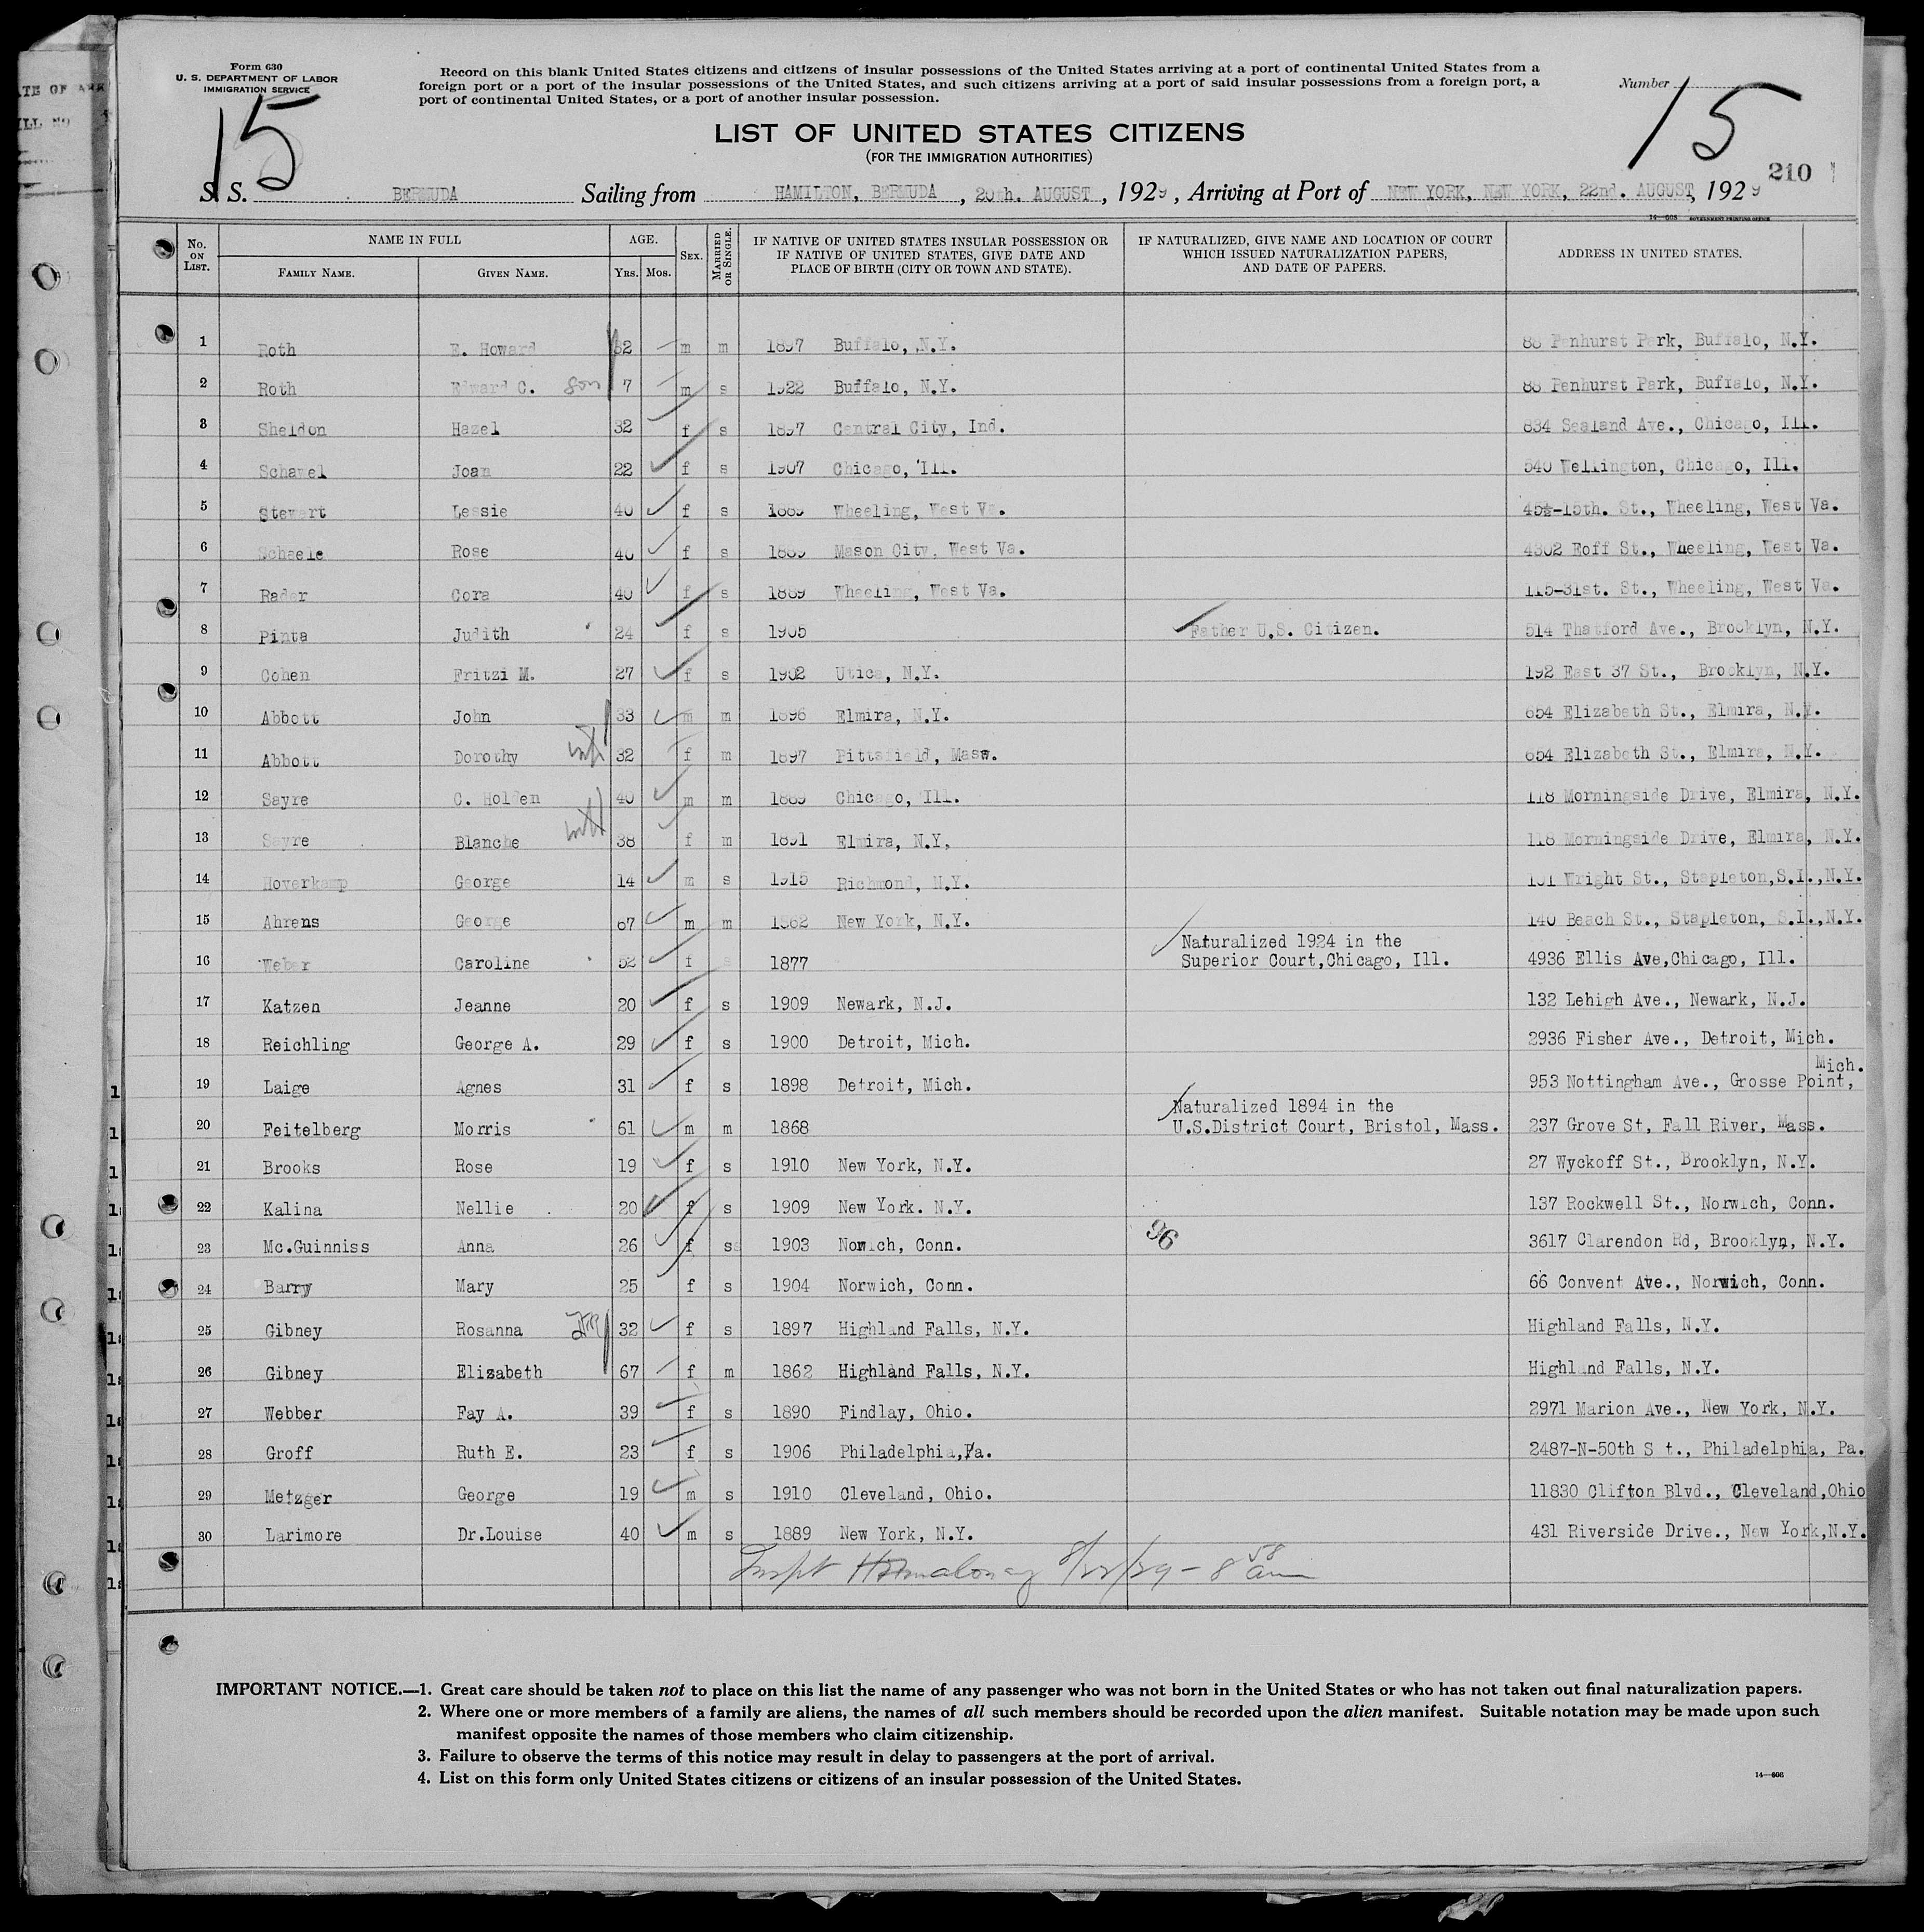 Form 630
U. S. DEPARTMENT OF LABOR
IMMIGRATION SERVICE
Record on this blank United States citizens and citizens of insular possessions of the United States arriving at a port of continental United States from a
foreign port or a port of the insular possessions of the United States, and such citizens arriving at a port of said insular possessions from a foreign port, a
port of continental United States, or a port of another insular possession.
Number
15
15
LIST OF UNITED STATES CITIZENS
(FOR THE IMMIGRATION AUTHORITIES)
210
S. S. BERMUDA Sailing from HAMILTON, BERMUDA, 20th. AUGUST, 1929, Arriving at Port of NEW YORK, NEW YORK, 22nd. AUGUST, 1929
14—608 GOVERNMENT PRINTING OFFICE
No. ON LIST. NAME IN FULL FAMILY NAME. GIVEN NAME. AGE. YRS. MOS. SEX. MARRIED OR SINGLE. IF NATIVE OF UNITED STATES INSULAR POSSESSION OR IF NATIVE OF UNITED STATES, GIVE DATE AND PLACE OF BIRTH (CITY OR TOWN AND STATE). IF NATURALIZED, GIVE NAME AND LOCATION OF COURT WHICH ISSUED NATURALIZATION PAPERS, AND DATE OF PAPERS. ADDRESS IN UNITED STATES.
1 Roth E. Howard 32 m m 1897 Buffalo, N.Y. 88 Penhurst Park, Buffalo, N.Y.
2 Roth Edward C. son 7 m s 1922 Buffalo, N.Y. 88 Penhurst Park, Buffalo, N.Y.
3 Sheldon Hazel 32 f s 1897 Central City, Ind. 834 Sealand Ave., Chicago, Ill.
4 Schawel Joan 22 f s 1907 Chicago, Ill. 540 Wellington, Chicago, Ill.
5 Stewart Lessie 40 f s 1889 Wheeling, West Va. 45½-15th. St., Wheeling, West Va.
6 Schaele Rose 40 f s 1889 Mason City, West Va. 4302 Eoff St., Wheeling, West Va.
7 Rader Cora 40 f s 1889 Wheeling, West Va. 115-31st. St., Wheeling, West Va.
8 Pinta Judith 24 f s 1905 Father U.S. Citizen. 514 Thatford Ave., Brooklyn, N.Y.
9 Cohen Fritzi M. 27 f s 1902 Utica, N.Y. 192 East 37 St., Brooklyn, N.Y.
10 Abbott John 33 m m 1896 Elmira, N.Y. 654 Elizabeth St., Elmira, N.Y.
11 Abbott Dorothy wife 32 f m 1897 Pittsfield, Mass. 654 Elizabeth St., Elmira, N.Y.
12 Sayre C. Holden 40 m m 1889 Chicago, Ill. 118 Morningside Drive, Elmira, N.Y.
13 Sayre Blanche wife 38 f m 1891 Elmira, N.Y, 118 Morningside Drive, Elmira, N.Y.
14 Hoverkamp George 14 m s 1915 Richmond, N.Y. 101 Wright St., Stapleton,S.I.,N.Y.
15 Ahrens George 67 m m 1862 New York, N.Y. 140 Beach St., Stapleton, S.I.,N.Y.
Naturalized 1924 in the
16 Weber Caroline 52 f s 1877 Superior Court,Chicago, Ill. 4936 Ellis Ave,Chicago, Ill.
17 Katzen Jeanne 20 f s 1909 Newark, N.J. 132 Lehigh Ave., Newark, N.J.
18 Reichling George A. 29 f s 1900 Detroit, Mich. 2936 Fisher Ave., Detroit, Mich.
Mich.
19 Laige Agnes 31 f s 1898 Detroit, Mich. 953 Nottingham Ave., Grosse Point,
Naturalized 1894 in the
20 Feitelberg Morris 61 m m 1868 U.S.District Court, Bristol, Mass. 237 Grove St, Fall River, Mass.
21 Brooks Rose 19 f s 1910 New York, N.Y. 27 Wyckoff St., Brooklyn, N.Y.
22 Kalina Nellie 20 f s 1909 New York. N.Y. 137 Rockwell St., Norwich, Conn.
96
23 Mc.Guinniss Anna 26 f s 1903 Nowich, Conn. 3617 Clarendon Rd, Brooklyn, N.Y.
24 Barry Mary 25 f s 1904 Norwich, Conn. 66 Convent Ave., Norwich, Conn.
25 Gibney Rosanna 32 f s 1897 Highland Falls, N.Y. Highland Falls, N.Y.
26 Gibney Elizabeth 67 f m 1862 Highland Falls, N.Y. Highland Falls, N.Y.
27 Webber Fay A. 39 f s 1890 Findlay, Ohio. 2971 Marion Ave., New York, N.Y.
28 Groff Ruth E. 23 f s 1906 Philadelphia,Pa. 2487-N-50th S t., Philadelphia, Pa.
29 Metzger George 19 m s 1910 Cleveland, Ohio. 11830 Clifton Blvd., Cleveland,Ohio
30 Larimore Dr.Louise 40 m s 1889 New York, N.Y. 431 Riverside Drive., New York,N.Y.
8/22/29 - 8 58 am
IMPORTANT NOTICE.—1. Great care should be taken not to place on this list the name of any passenger who was not born in the United States or who has not taken out final naturalization papers.
2. Where one or more members of a family are aliens, the names of all such members should be recorded upon the alien manifest. Suitable notation may be made upon such
manifest opposite the names of those members who claim citizenship.
3. Failure to observe the terms of this notice may result in delay to passengers at the port of arrival.
4. List on this form only United States citizens or citizens of an insular possession of the United States.
14—608